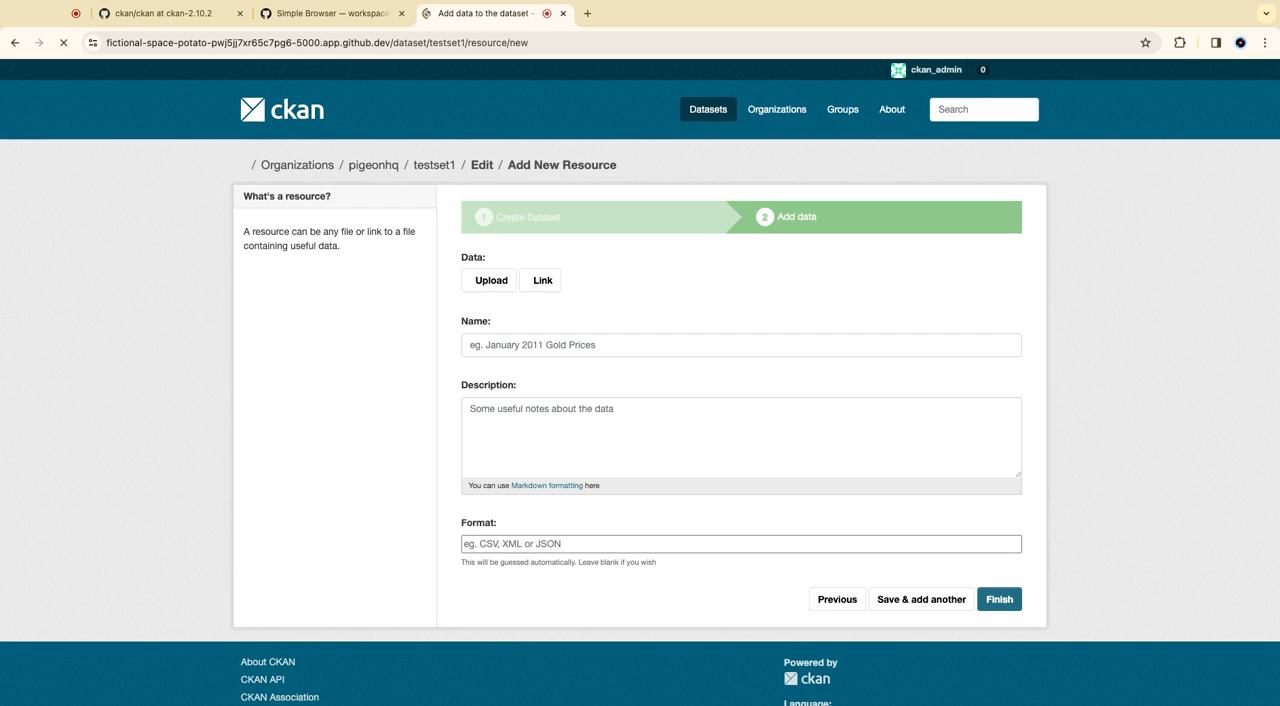 ckan/ckan at ckan-2.10.2
Simple Browser — workspace
Add data to the dataset -
fictional-space-potato-pwj5jj7xr65c7pg6-5000.app.github.dev/dataset/testset1/resource/new
ckan_admin 0
ckan
Datasets Organizations Groups About Search
/ Organizations / pigeonhq / testset1 / Edit / Add New Resource
What's a resource?
A resource can be any file or link to a file
containing useful data.
1 Create Dataset
2 Add data
Data:
Upload Link
Name:
eg. January 2011 Gold Prices
Description:
Some useful notes about the data
You can use Markdown formatting here
Format:
eg. CSV, XML or JSON
This will be guessed automatically. Leave blank if you wish
Previous Save & add another Finish
About CKAN
CKAN API
CKAN Association
Powered by
ckan
Language: